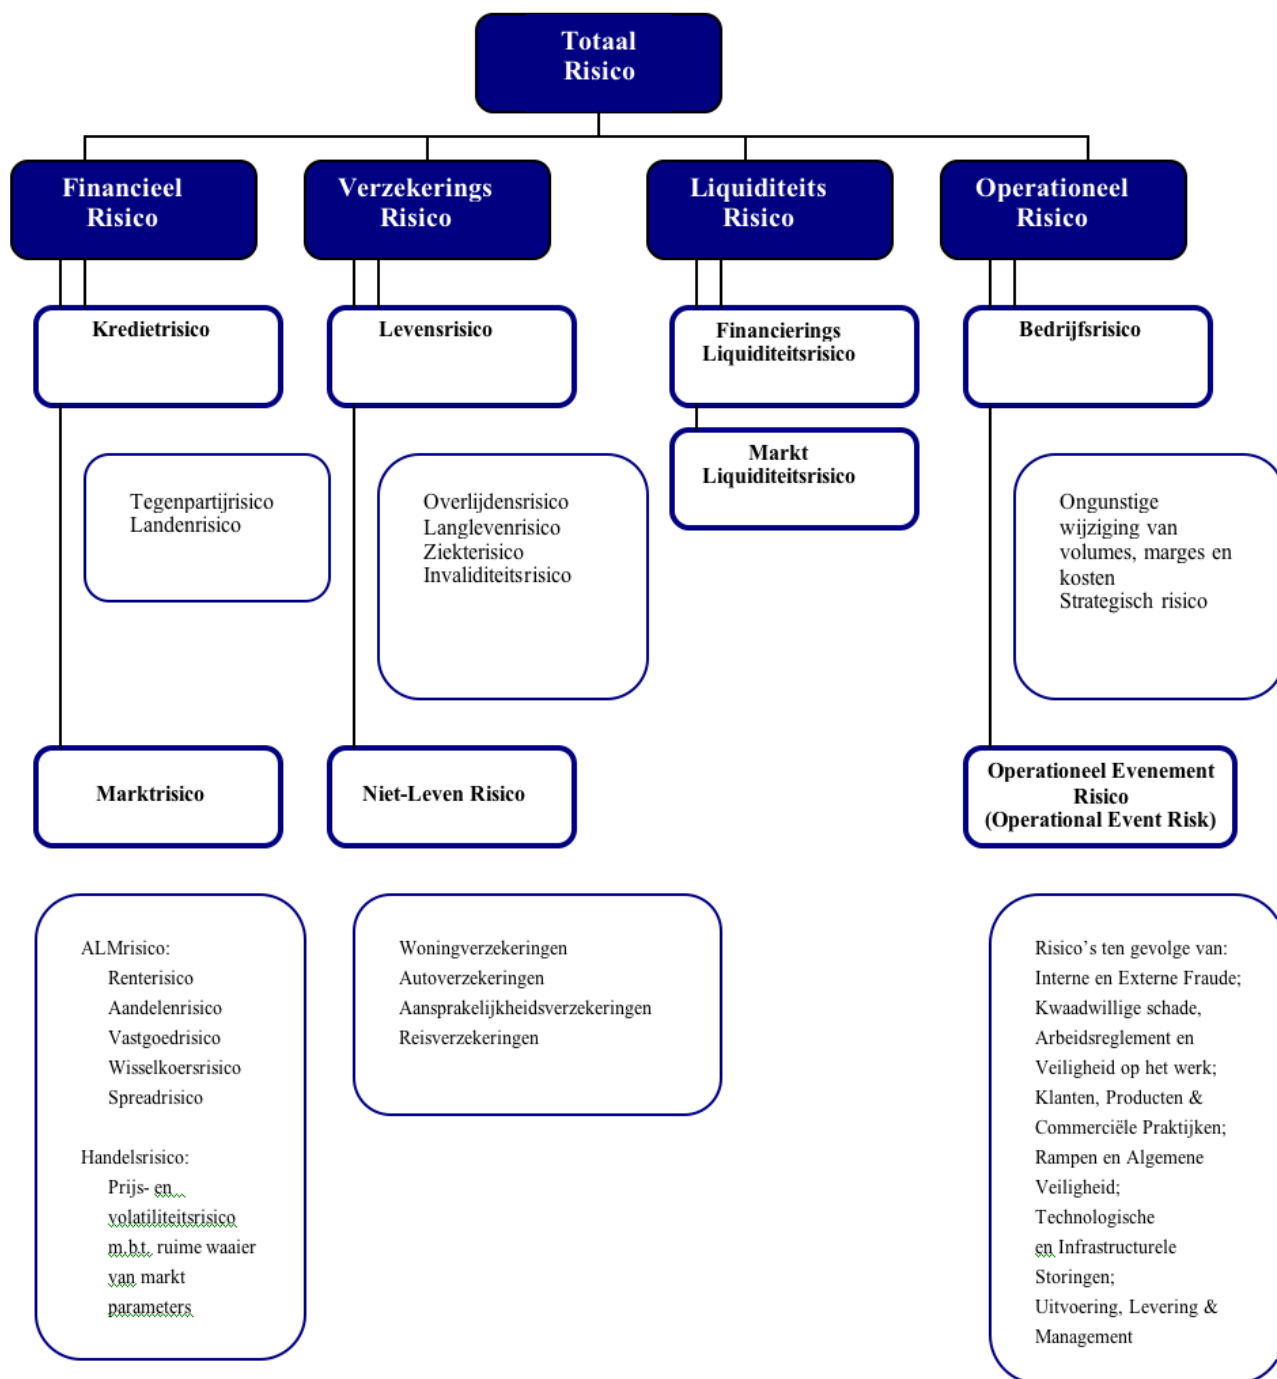 Totaal
Risico
Financieel
Risico
Verzekerings
Risico
Liquiditeits
Risico
Operationeel
Risico
Kredietrisico
Levensrisico
Financierings
Liquiditeitsrisico
Bedrijfsrisico
Markt
Liquiditeitsrisico
Tegenpartijrisico
Landenrisico
Overlijdensrisico
Langlevenrisico
Ziekterisico
Invaliditeitsrisico
Ongunstige
wijziging van
volumes, marges en
kosten
Strategisch risico
Marktrisico
Niet-Leven Risico
Operationeel Evenement
Risico
(Operational Event Risk)
ALMrisico:
Renterisico
Aandelenrisico
Vastgoedrisico
Wisselkoersrisico
Spreadrisico
Handelsrisico:
Prijs- en
volatiliteitsrisico
m.b.t. ruime waaier
van markt
parameters
Woningverzekeringen
Autoverzekeringen
Aansprakelijkheidsverzekeringen
Reisverzekeringen
Risico’s ten gevolge van:
Interne en Externe Fraude;
Kwaadwillige schade,
Arbeidsreglement en
Veiligheid op het werk;
Klanten, Producten &
Commerciële Praktijken;
Rampen en Algemene
Veiligheid;
Technologische
en Infrastructurele
Storingen;
Uitvoering, Levering &
Management